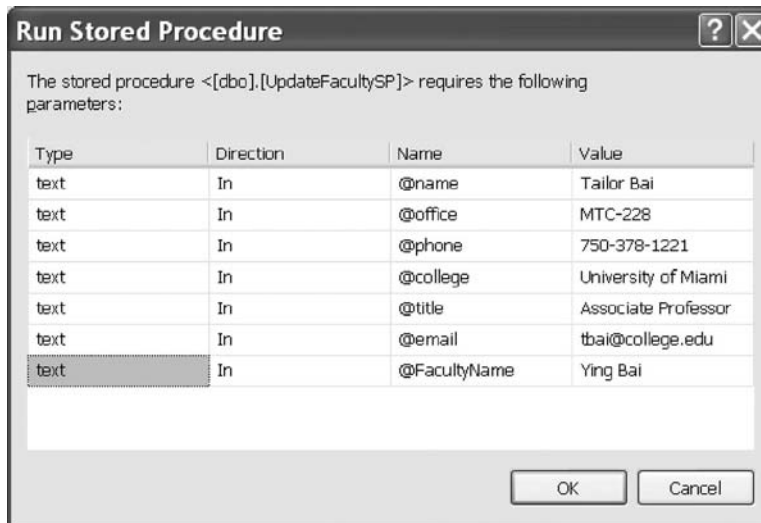 Run Stored Procedure
The stored procedure <[dbo].[UpdateFacultySP]> requires the following
parameters:
Type Direction Name Value
text In @name Tailor Bai
text In @office MTC-228
text In @phone 750-378-1221
text In @college University of Miami
text In @title Associate Professor
text In @email tbai@college.edu
text In @FacultyName Ying Bai
OK Cancel